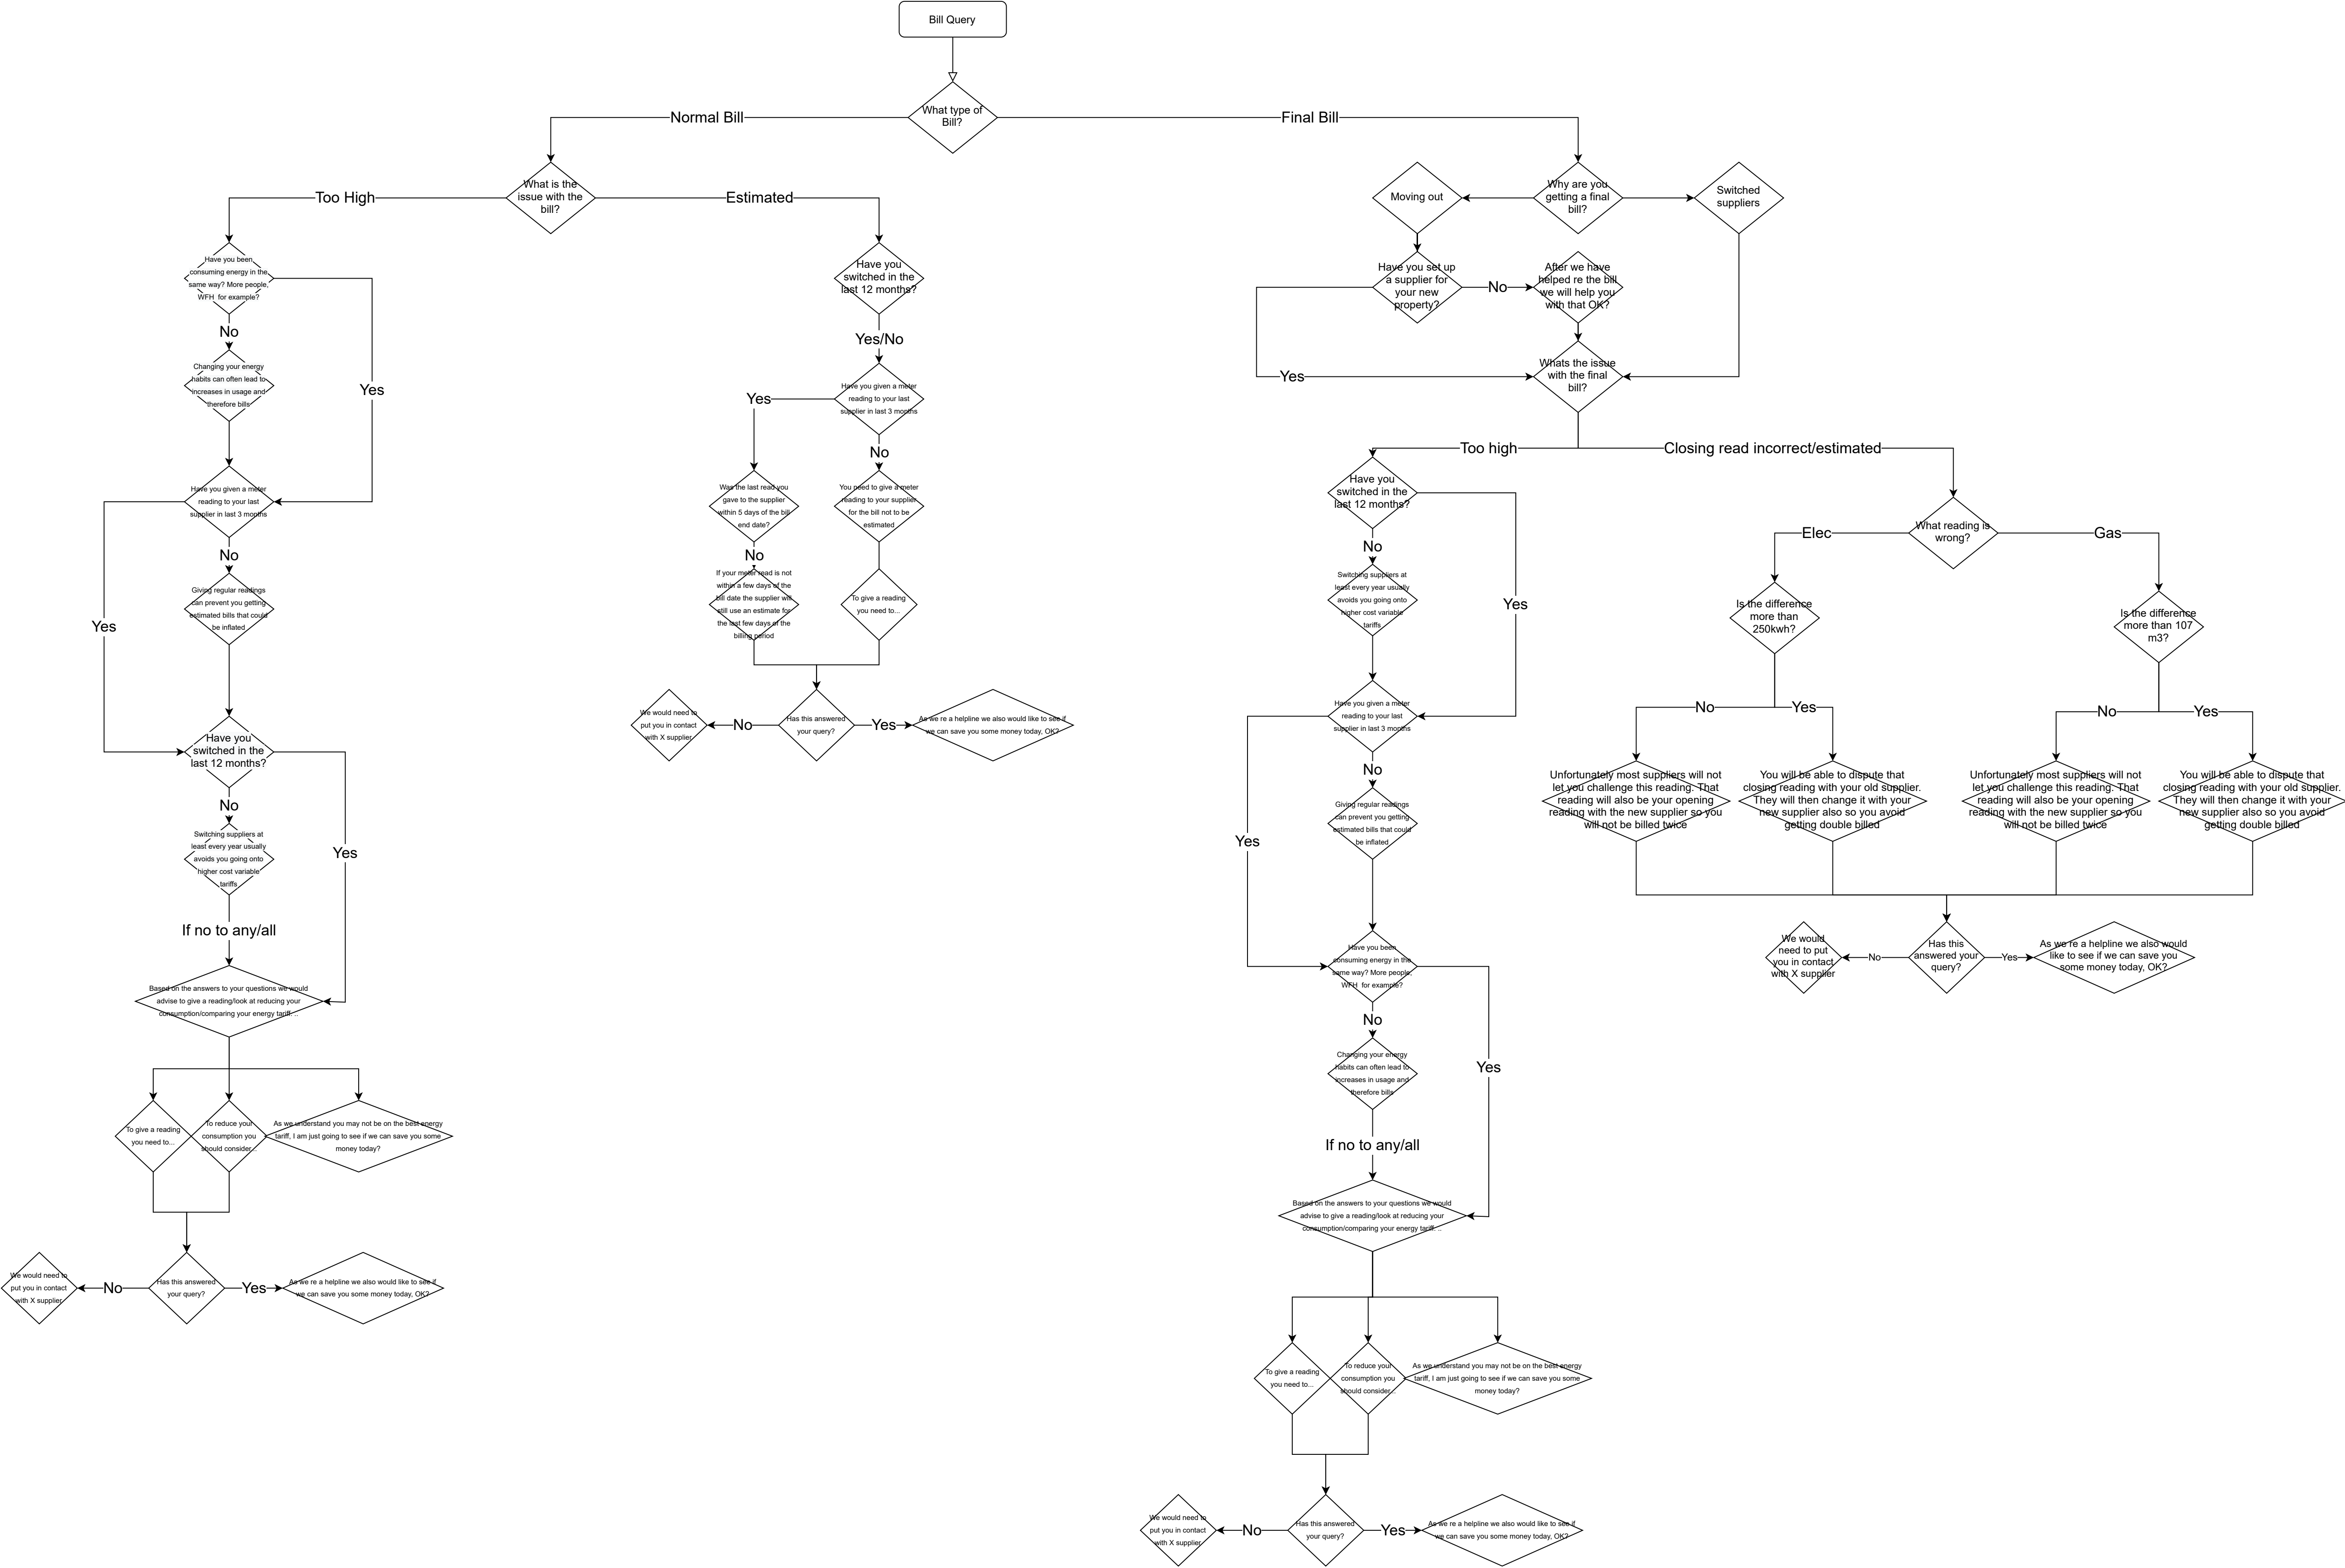 Bill Query
What type of
Bill?
Normal Bill
Final Bill
What is the
issue with the
bill?
Too High
Estimated
Have you been
consuming energy in the
same way? More people,
WFH  for example?
No
Yes
Changing your energy
habits can often lead to
increases in usage and
therefore bills
Have you given a meter
reading to your last
supplier in last 3 months
No
Yes
Giving regular readings
can prevent you getting
estimated bills that could
be inflated
Have you
switched in the
last 12 months?
No
Yes
Switching suppliers at
least every year usually
avoids you going onto
higher cost variable
tariffs
If no to any/all
Based on the answers to your questions we would
advise to give a reading/look at reducing your
consumption/comparing your energy tariff. ..
To give a reading
you need to...
To reduce your
consumption you
should consider...
As we understand you may not be on the best energy
tariff, I am just going to see if we can save you some
money today?
We would need to
put you in contact
with X supplier
No
Has this answered
your query?
Yes
As we re a helpline we also would like to see if
we can save you some money today, OK?
Have you
switched in the
last 12 months?
Yes/No
Have you given a meter
reading to your last
supplier in last 3 months
Yes
No
Was the last read you
gave to the supplier
within 5 days of the bill
end date?
You need to give a meter
reading to your supplier
for the bill not to be
estimated
No
If your meter read is not
within a few days of the
bill date the supplier will
still use an estimate for
the last few days of the
billing period
To give a reading
you need to...
We would need to
put you in contact
with X supplier
No
Has this answered
your query?
Yes
As we re a helpline we also would like to see if
we can save you some money today, OK?
Moving out
Why are you
getting a final
bill?
Switched
suppliers
Have you set up
a supplier for
your new
property?
No
After we have
helped re the bill
we will help you
with that OK?
Yes
Whats the issue
with the final
bill?
Too high
Closing read incorrect/estimated
Have you
switched in the
last 12 months?
No
Yes
Switching suppliers at
least every year usually
avoids you going onto
higher cost variable
tariffs
Have you given a meter
reading to your last
supplier in last 3 months
No
Yes
Giving regular readings
can prevent you getting
estimated bills that could
be inflated
Have you been
consuming energy in the
same way? More people,
WFH  for example?
No
Yes
Changing your energy
habits can often lead to
increases in usage and
therefore bills
If no to any/all
Based on the answers to your questions we would
advise to give a reading/look at reducing your
consumption/comparing your energy tariff. ..
To give a reading
you need to...
To reduce your
consumption you
should consider...
As we understand you may not be on the best energy
tariff, I am just going to see if we can save you some
money today?
We would need to
put you in contact
with X supplier
No
Has this answered
your query?
Yes
As we re a helpline we also would like to see if
we can save you some money today, OK?
What reading is
wrong?
Elec
Gas
Is the difference
more than
250kwh?
Is the difference
more than 107
m3?
No
Yes
No
Yes
Unfortunately most suppliers will not
let you challenge this reading. That
reading will also be your opening
reading with the new supplier so you
will not be billed twice
You will be able to dispute that
closing reading with your old supplier.
They will then change it with your
new supplier also so you avoid
getting double billed
Unfortunately most suppliers will not
let you challenge this reading. That
reading will also be your opening
reading with the new supplier so you
will not be billed twice
You will be able to dispute that
closing reading with your old supplier.
They will then change it with your
new supplier also so you avoid
getting double billed
We would
need to put
you in contact
with X supplier
No
Has this
answered your
query?
Yes
As we re a helpline we also would
like to see if we can save you
some money today, OK?